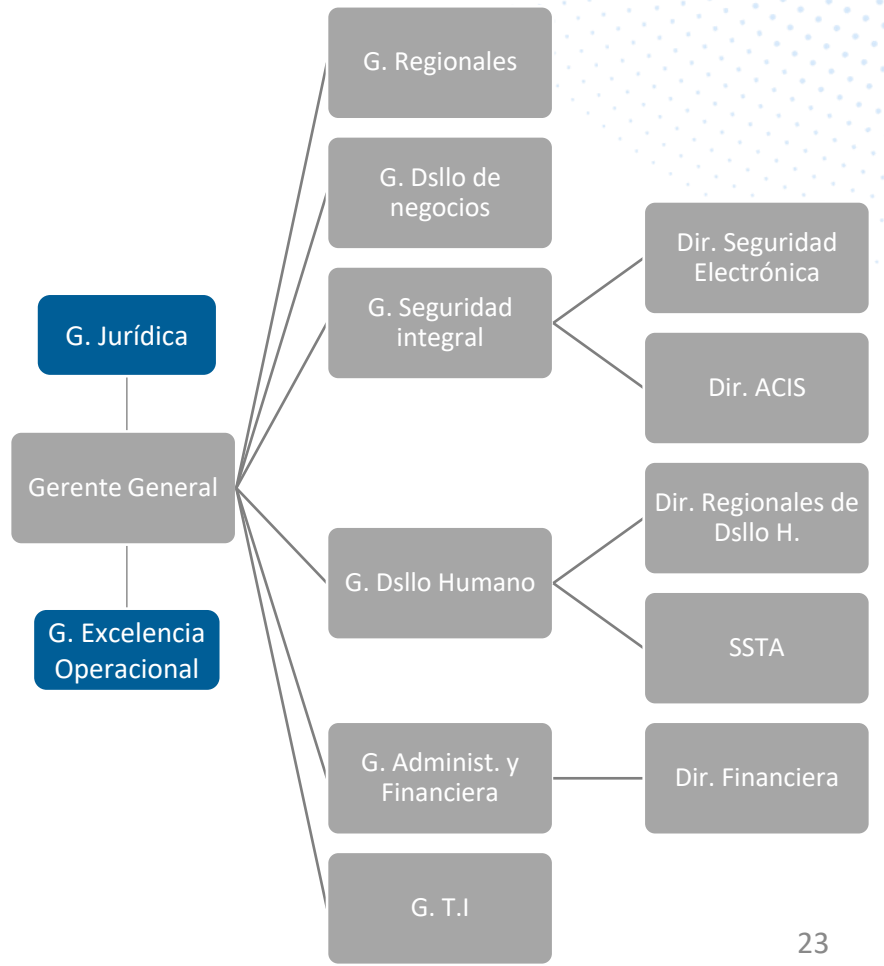 G. Regionales
G. Dsllo de
negocios
Dir. Seguridad
Electrónica
G. Seguridad
integral
G. Jurídica
Dir. ACIS
Gerente General
Dir. Regionales de
Dsllo H.
G. Dsllo Humano
G. Excelencia
Operacional
SSTA
G. Administ. y
Financiera
Dir. Financiera
G. T.I
23